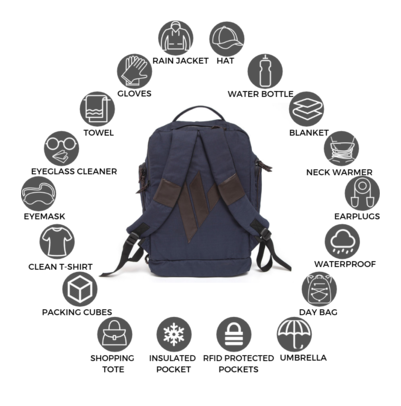 RAIN JACKET
HAT
GLOVES
WATER BOTTLE
TOWEL
BLANKET
EYEGLASS CLEANER
NECK WARMER
EYEMASK
EARPLUGS
CLEAN T-SHIRT
WATERPROOF
PACKING CUBES
DAY BAG
SHOPPING
TOTE
INSULATED
POCKET
RFID PROTECTED
POCKETS
UMBRELLA